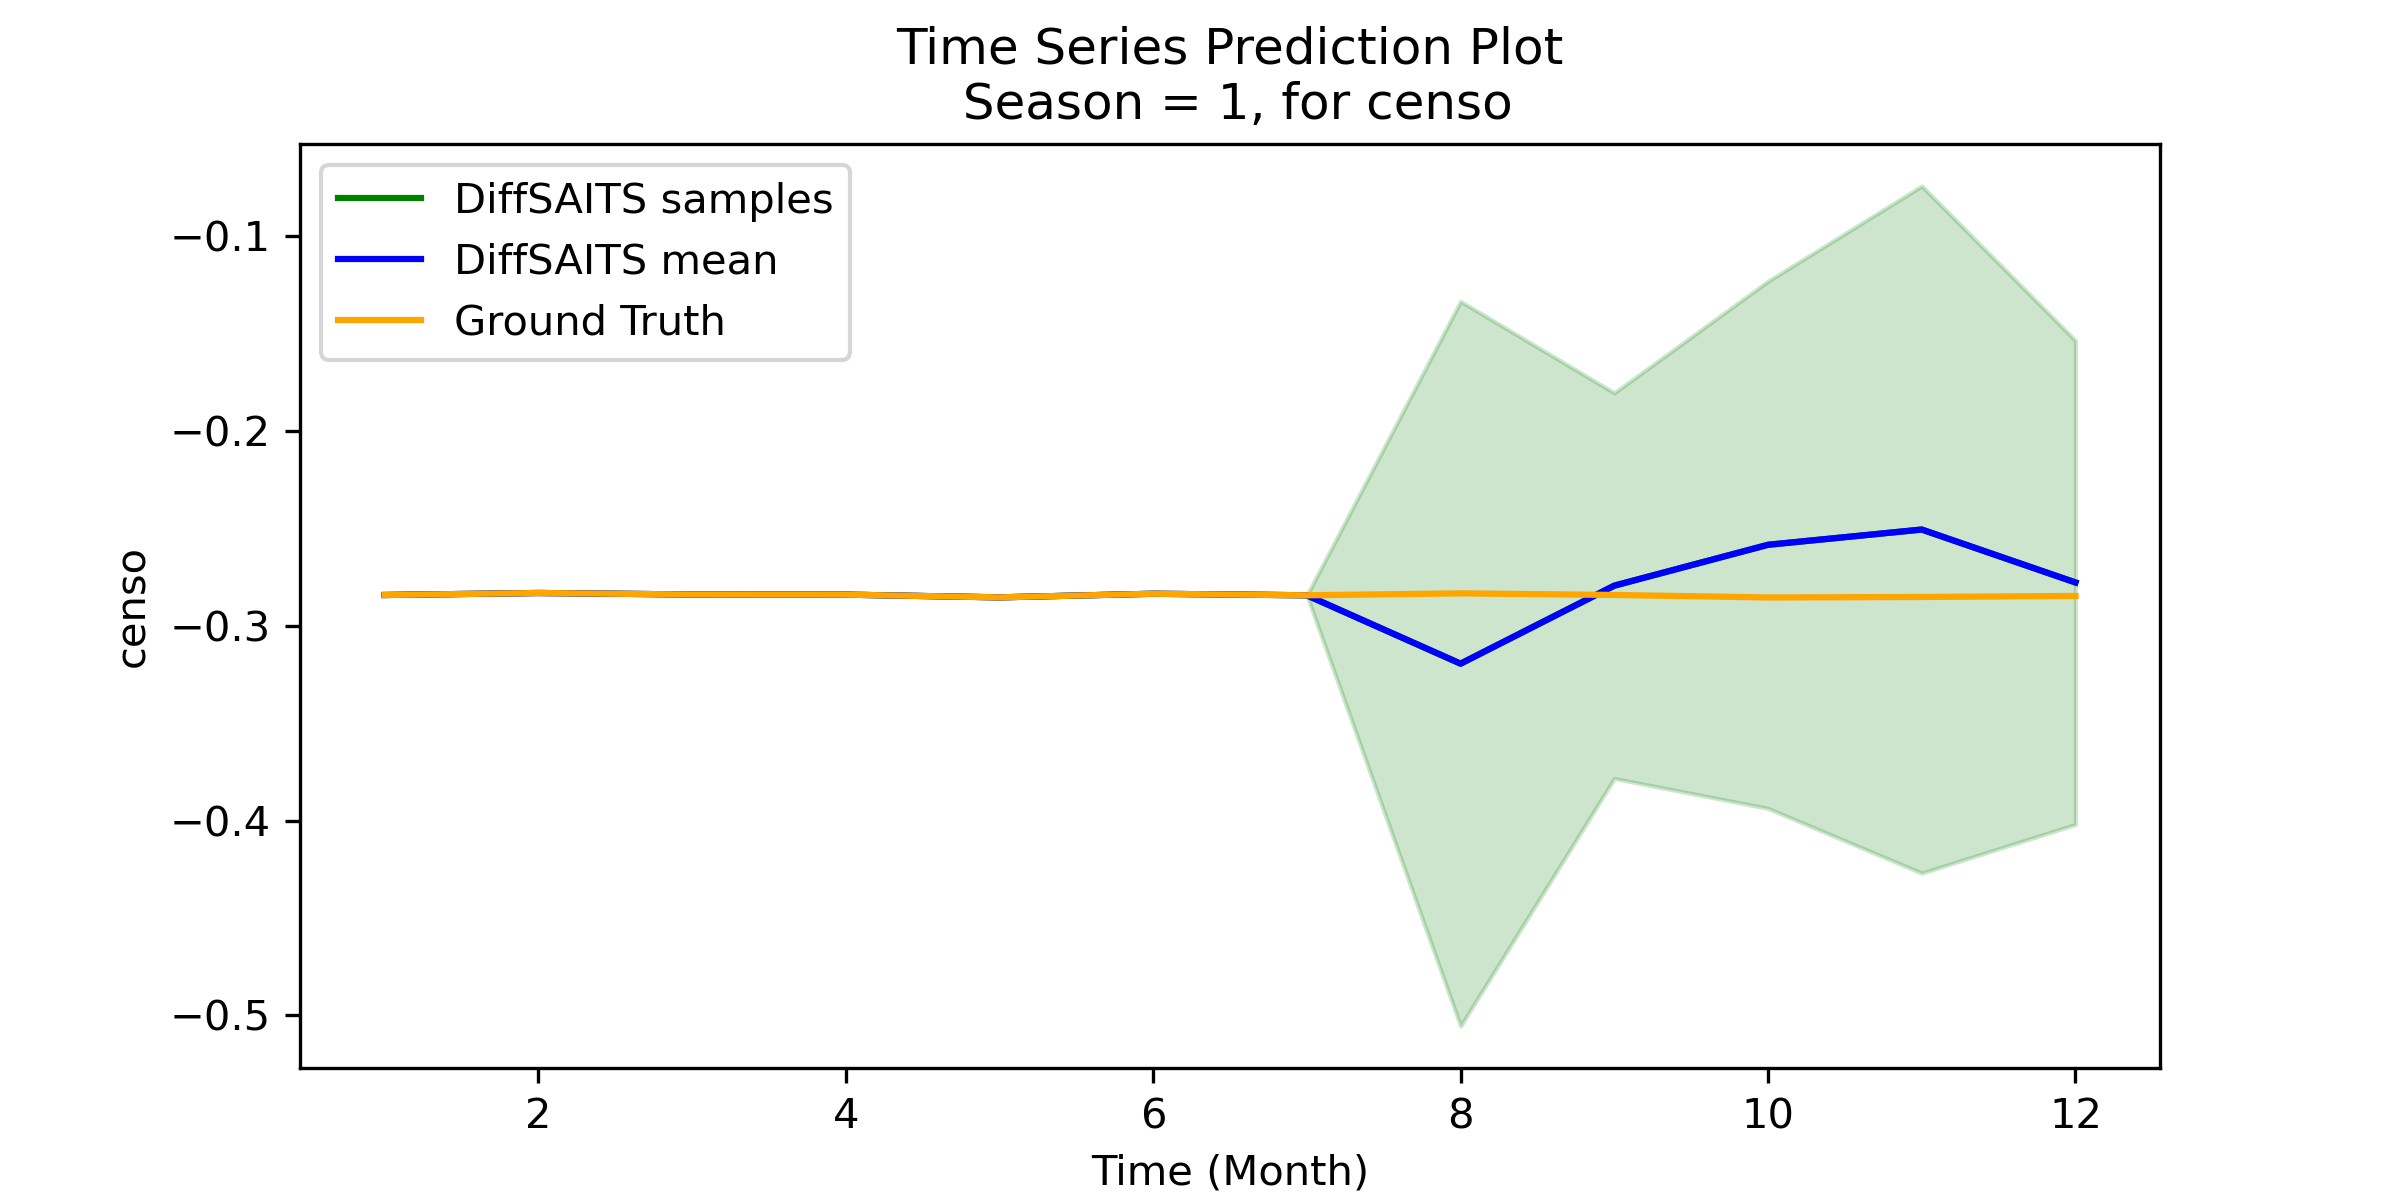 Time Series Prediction Plot
Season = 1, for censo
DiffSAITS samples
DiffSAITS mean
Ground Truth
−0.1
−0.2
−0.3
−0.4
−0.5
censo
2 4 6 8 10 12
Time (Month)